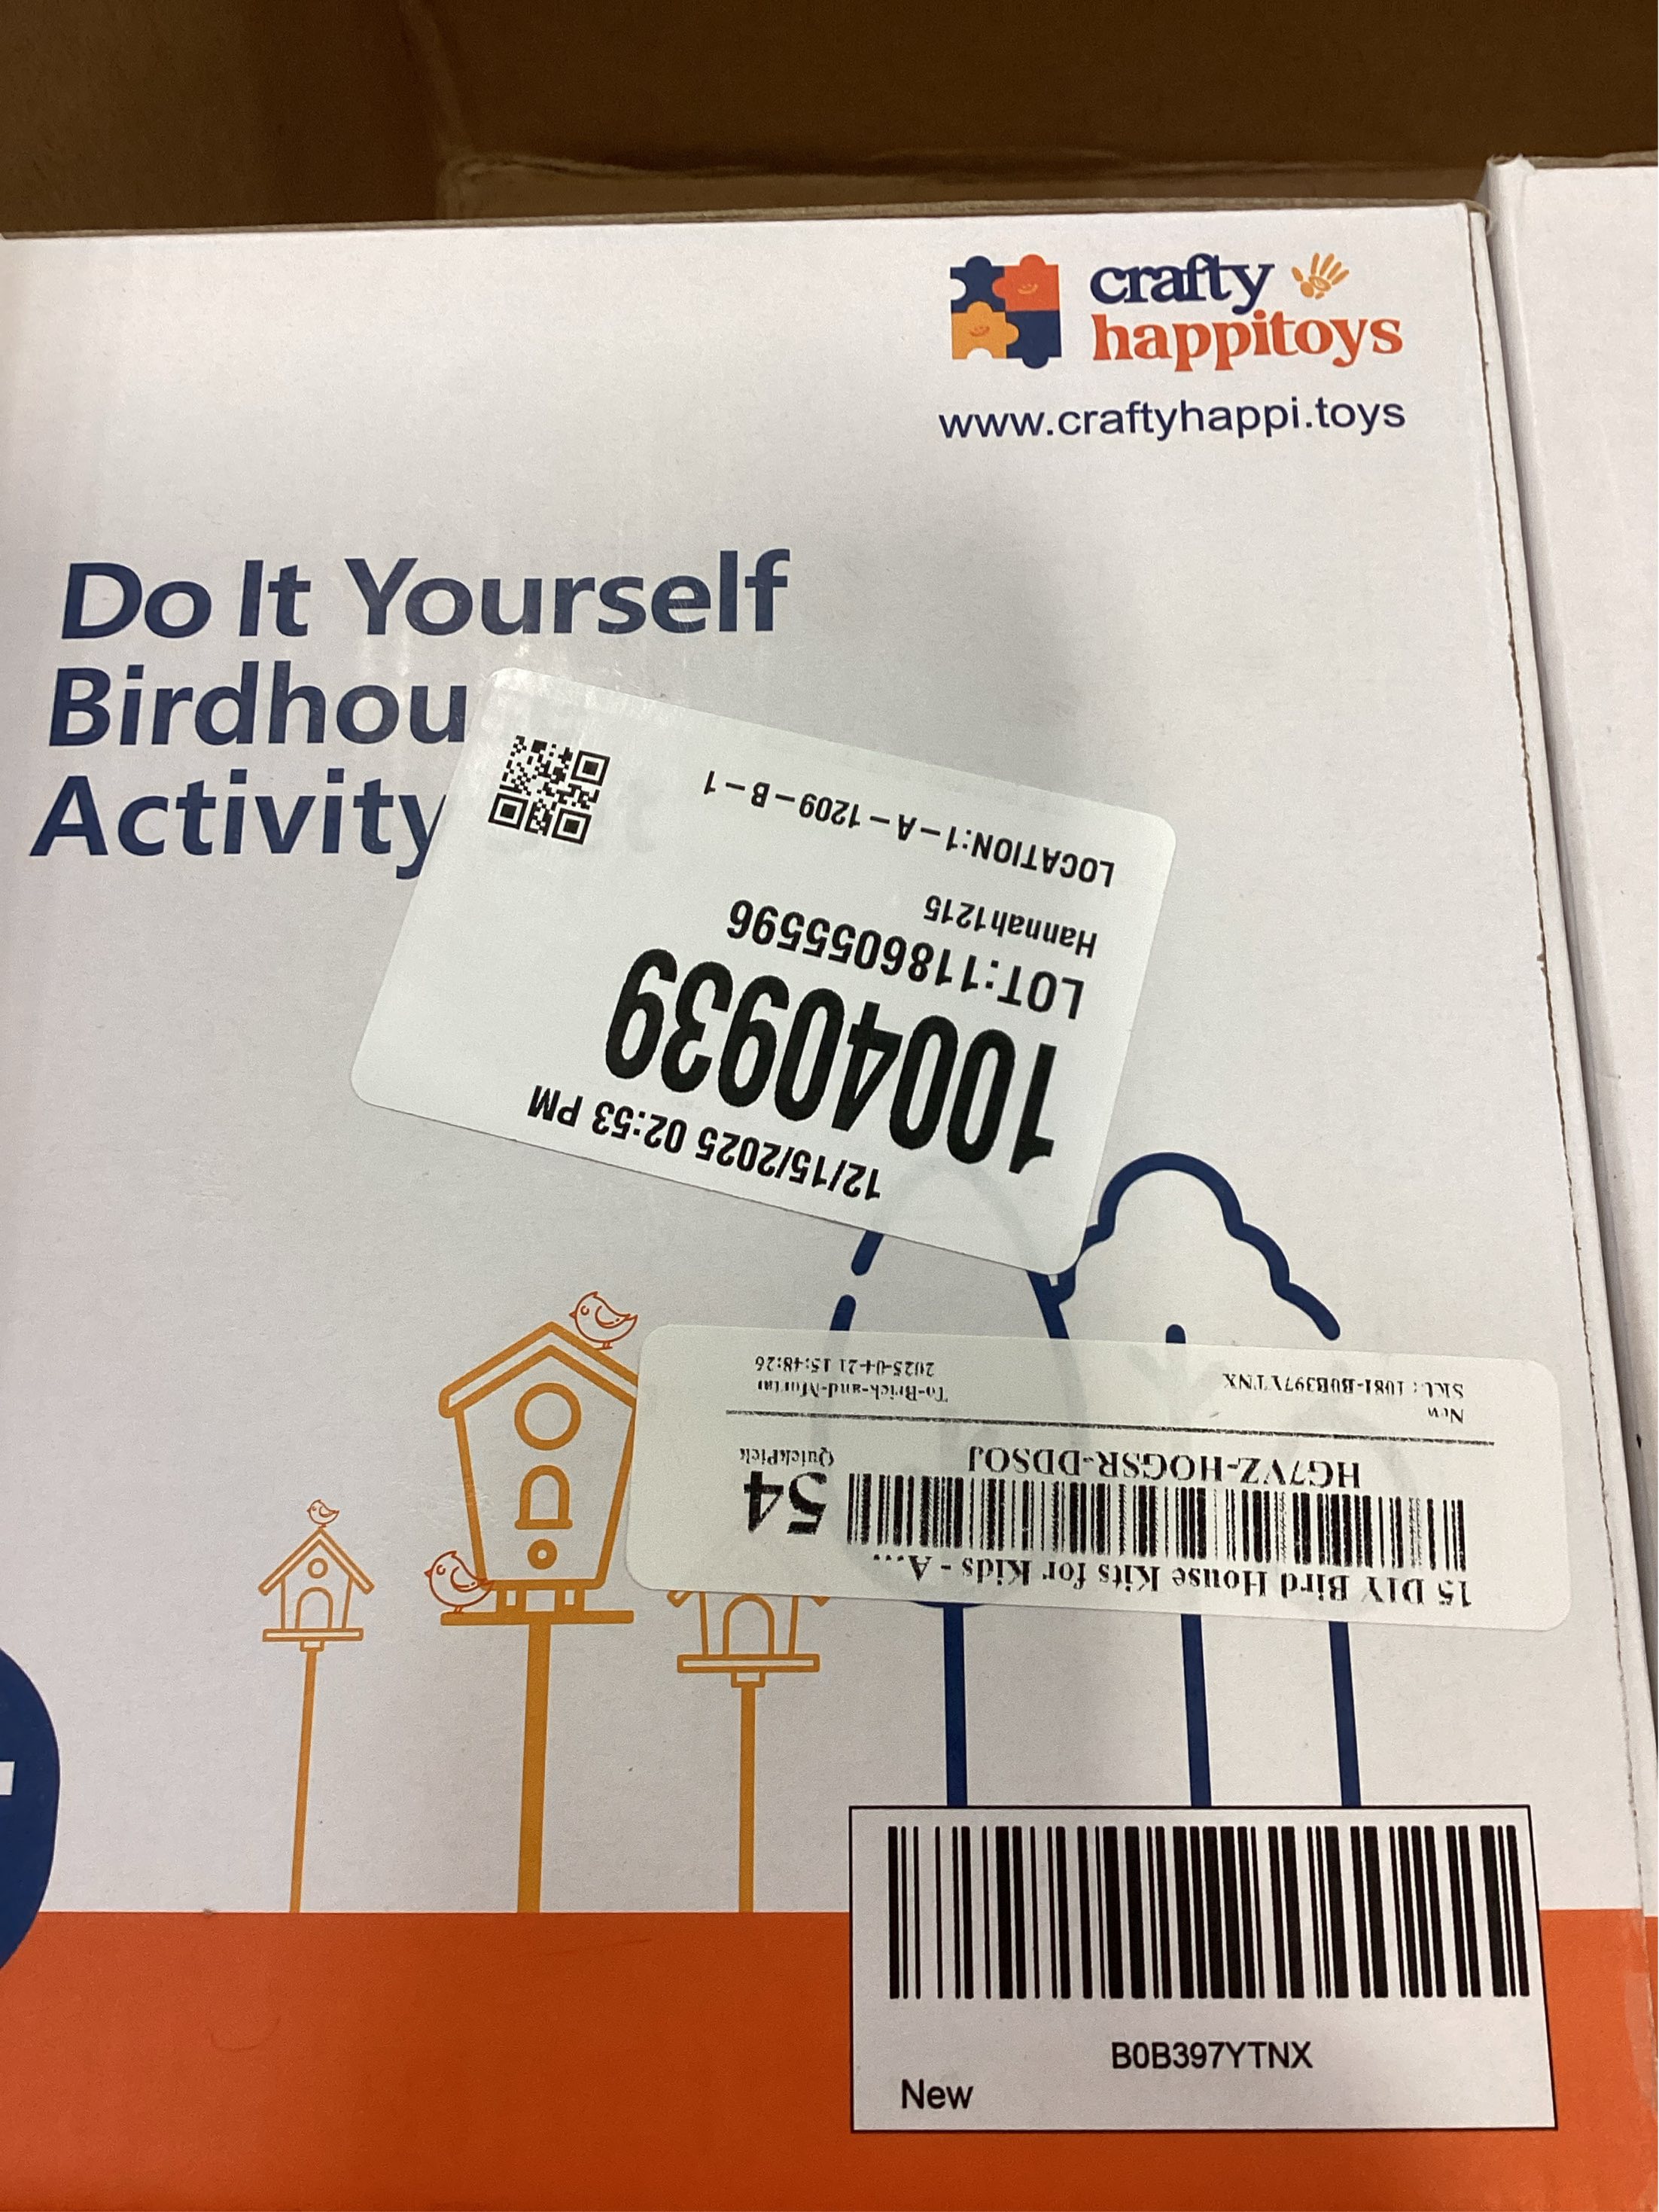 crafty
happitoys
www.craftyhappi.toys
Do It Yourself
Birdhou
Activity
12/15/2025 02:53 PM
10040939
LOT:1186055596
Hannah1215
LOCATION:1-A-1209-B-1
15 DIY Bird House Kits for Kids - A...
54
QuickPick
HG7VZ-HOGSR-DDSOJ
New
SKU: 1081-B0B397YTNX
To-Brick-and-Mortar
2025-04-21 15:48:26
B0B397YTNX
New